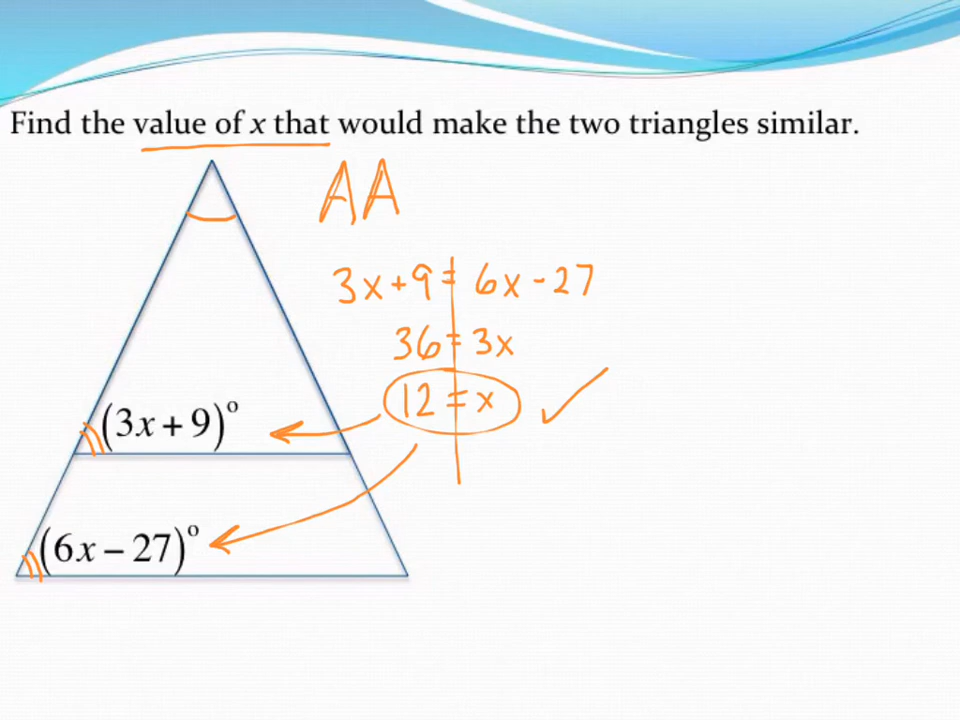 Find the value of x that would make the two triangles similar.
AA
3x+9 = 6x-27
36 = 3x
12 = x
(3x + 9)°
(6x − 27)°